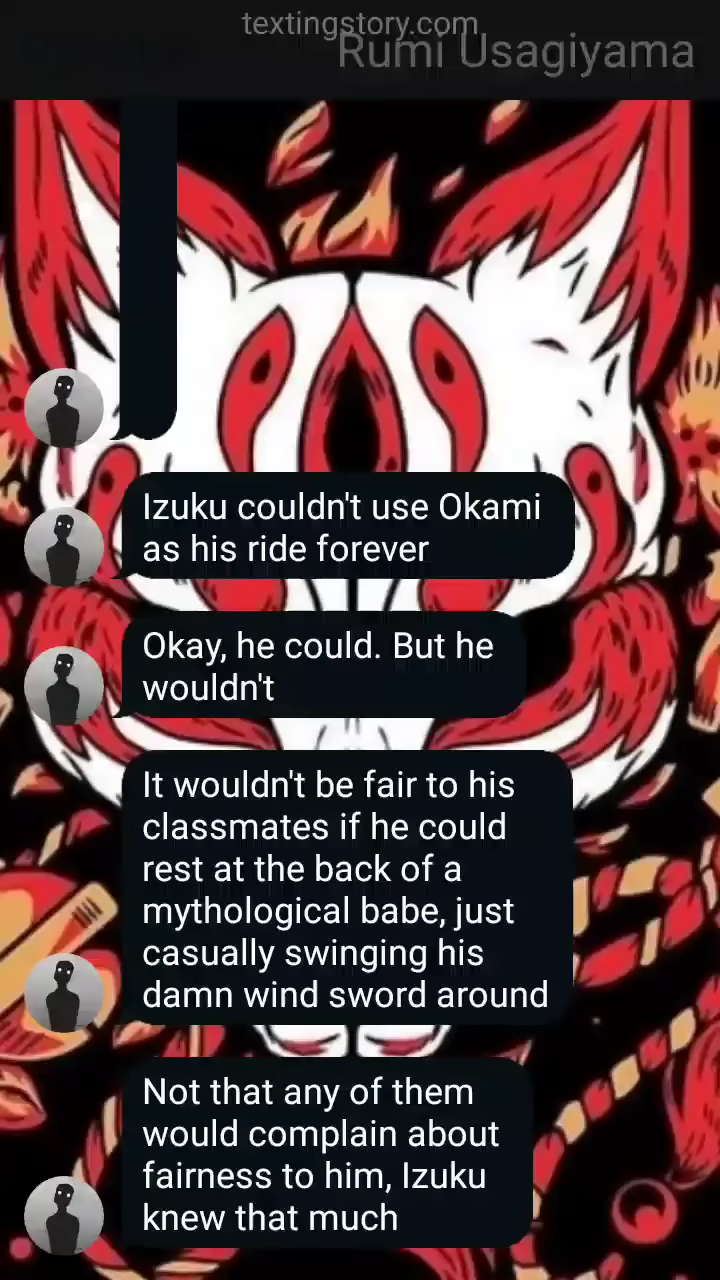 textingstory.com
Rumi Usagiyama
Izuku couldn't use Okami
as his ride forever
Okay, he could. But he
wouldn't
It wouldn't be fair to his
classmates if he could
rest at the back of a
mythological babe, just
casually swinging his
damn wind sword around
Not that any of them
would complain about
fairness to him, Izuku
knew that much